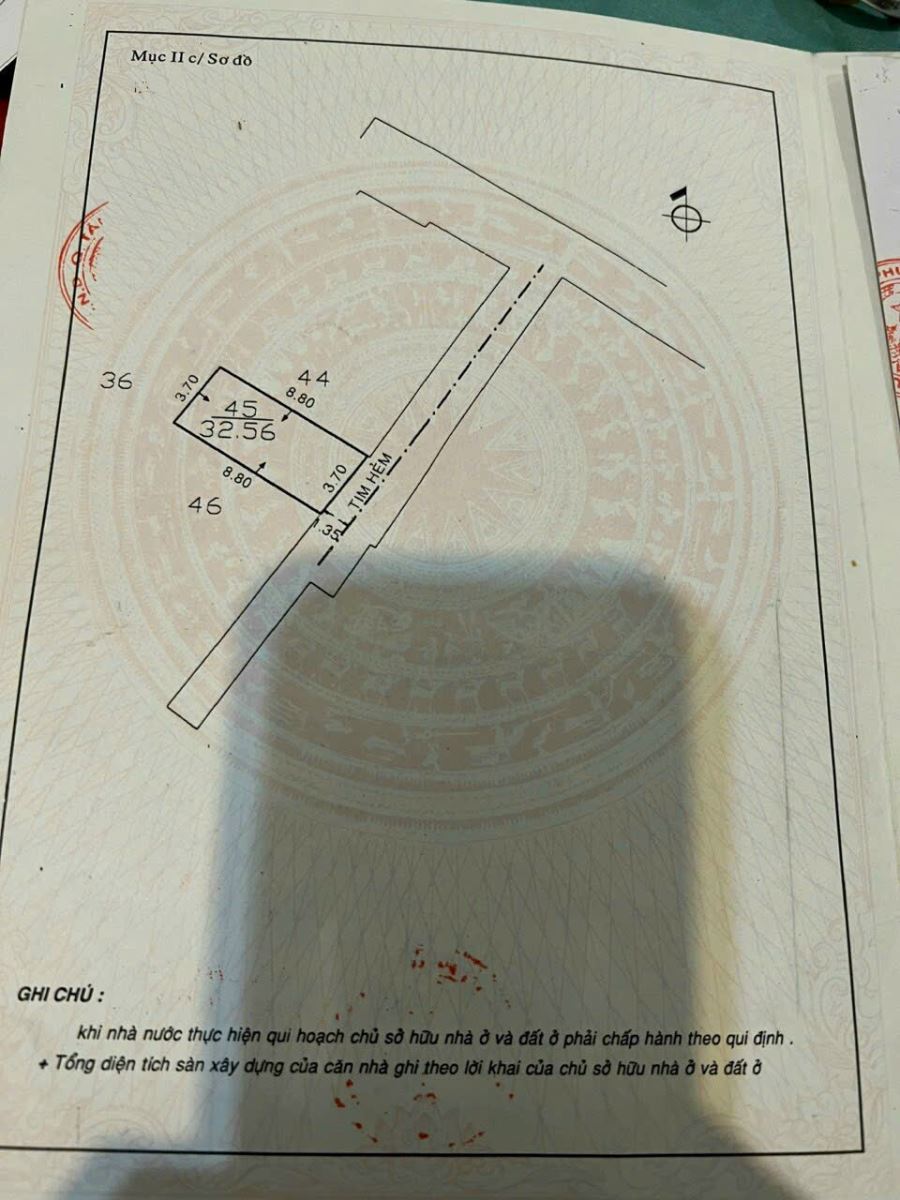 Mục II c/ Sơ đồ
36
44
3.70
8.80
45
32.56
8.80
3.70
46
TIM HẺM
GHI CHÚ :
khi nhà nước thực hiện qui hoạch chủ sở hữu nhà ở và đất ở phải chấp hành theo qui định .
+ Tổng diện tích sàn xây dựng của căn nhà ghi theo lời khai của chủ sở hữu nhà ở và đất ở